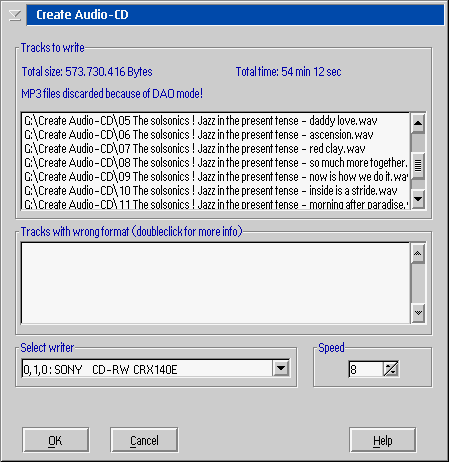 Create Audio-CD
Tracks to write
Total size: 573.730.416 Bytes
Total time: 54 min 12 sec
MP3 files discarded because of DAO mode!
G:\Create Audio-CD\05 The solsonics ! Jazz in the present tense - daddy love.wav
G:\Create Audio-CD\06 The solsonics ! Jazz in the present tense - ascension.wav
G:\Create Audio-CD\07 The solsonics ! Jazz in the present tense - red clay.wav
G:\Create Audio-CD\08 The solsonics ! Jazz in the present tense - so much more together.
G:\Create Audio-CD\09 The solsonics ! Jazz in the present tense - now is how we do it.wav
G:\Create Audio-CD\10 The solsonics ! Jazz in the present tense - inside is a stride.wav
G:\Create Audio-CD\11 The solsonics ! Jazz in the present tense - morning after paradise.
Tracks with wrong format (doubleclick for more info)
Select writer
0,1,0: SONY CD-RW CRX140E
Speed
8
OK
Cancel
Help